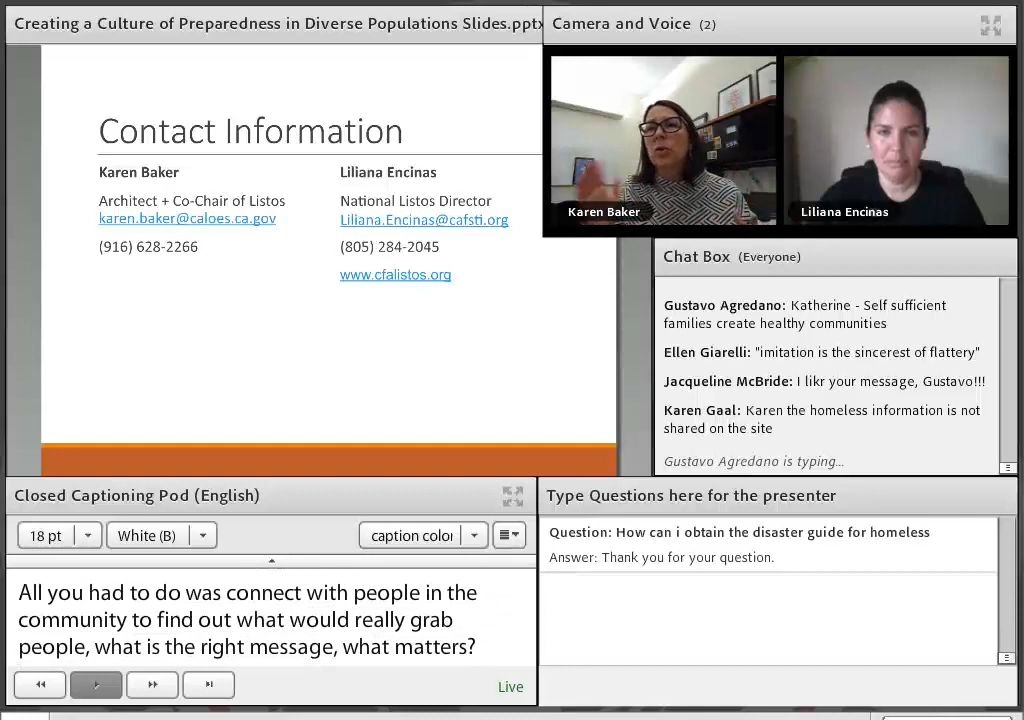 Creating a Culture of Preparedness in Diverse Populations Slides.pptx
Camera and Voice (2)
Contact Information
Karen Baker
Architect + Co-Chair of Listos
karen.baker@caloes.ca.gov
(916) 628-2266
Liliana Encinas
National Listos Director
Liliana.Encinas@cafsti.org
(805) 284-2045
www.cfalistos.org
Karen Baker
Liliana Encinas
Chat Box (Everyone)
Gustavo Agredano: Katherine - Self sufficient
families create healthy communities
Ellen Giarelli: "imitation is the sincerest of flattery"
Jacqueline McBride: I likr your message, Gustavo!!!
Karen Gaal: Karen the homeless information is not
shared on the site
Gustavo Agredano is typing...
Closed Captioning Pod (English)
18 pt
White (B)
caption color
All you had to do was connect with people in the
community to find out what would really grab
people, what is the right message, what matters?
Live
Type Questions here for the presenter
Question: How can i obtain the disaster guide for homeless
Answer: Thank you for your question.